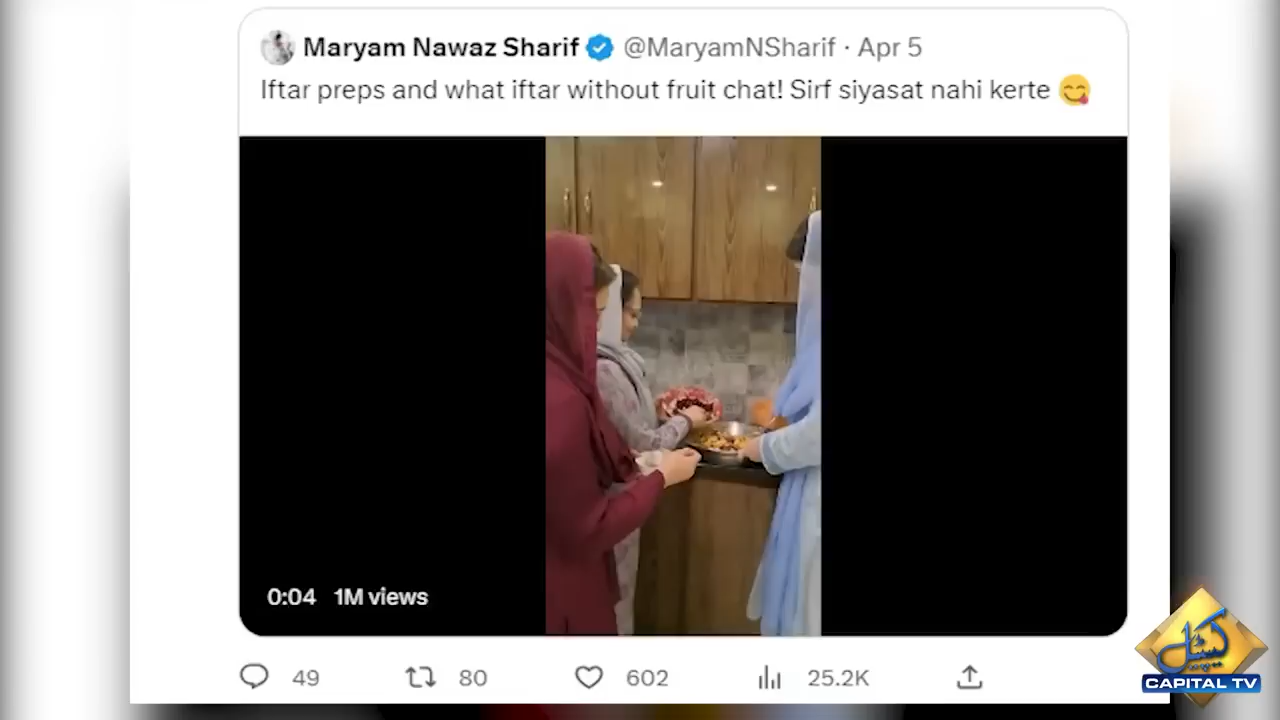 Maryam Nawaz Sharif @MaryamNSharif · Apr 5
Iftar preps and what iftar without fruit chat! Sirf siyasat nahi kerte 😋
0:04 1M views
49 80 602 25.2K
کیپٹل
CAPITAL TV